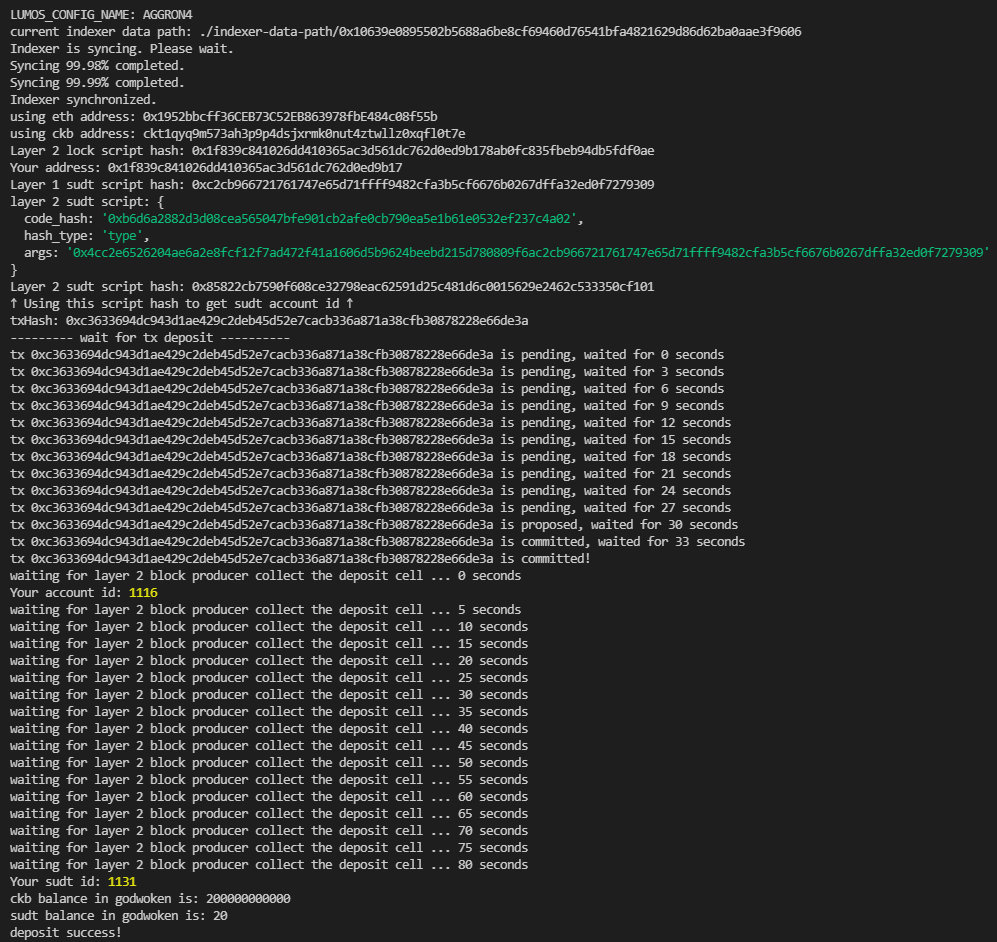 LUMOS_CONFIG_NAME: AGGRON4
current indexer data path: ./indexer-data-path/0x10639e0895502b5688a6be8cf69460d76541bfa4821629d86d62ba0aae3f9606
Indexer is syncing. Please wait.
Syncing 99.98% completed.
Syncing 99.99% completed.
Indexer synchronized.
using eth address: 0x1952bbcff36CEB73C52EB863978fbE484c08f55b
using ckb address: ckt1qyq9m573ah3p9p4dsjxrmk0nut4ztwllz0xqfl0t7e
Layer 2 lock script hash: 0x1f839c841026dd410365ac3d561dc762d0ed9b178ab0fc835fbeb94db5fdf0ae
Your address: 0x1f839c841026dd410365ac3d561dc762d0ed9b17
Layer 1 sudt script hash: 0xc2cb966721761747e65d71ffff9482cfa3b5cf6676b0267dffa32ed0f7279309
layer 2 sudt script: {
  code_hash: '0xb6d6a2882d3d08cea565047bfe901cb2afe0cb790ea5e1b61e0532ef237c4a02',
  hash_type: 'type',
  args: '0x4cc2e6526204ae6a2e8fcf12f7ad472f41a1606d5b9624beebd215d780809f6ac2cb966721761747e65d71ffff9482cfa3b5cf6676b0267dffa32ed0f7279309'
}
Layer 2 sudt script hash: 0x85822cb7590f608ce32798eac62591d25c481d6c0015629e2462c533350cf101
↑ Using this script hash to get sudt account id ↑
txHash: 0xc3633694dc943d1ae429c2deb45d52e7cacb336a871a38cfb30878228e66de3a
--------- wait for tx deposit ----------
tx 0xc3633694dc943d1ae429c2deb45d52e7cacb336a871a38cfb30878228e66de3a is pending, waited for 0 seconds
tx 0xc3633694dc943d1ae429c2deb45d52e7cacb336a871a38cfb30878228e66de3a is pending, waited for 3 seconds
tx 0xc3633694dc943d1ae429c2deb45d52e7cacb336a871a38cfb30878228e66de3a is pending, waited for 6 seconds
tx 0xc3633694dc943d1ae429c2deb45d52e7cacb336a871a38cfb30878228e66de3a is pending, waited for 9 seconds
tx 0xc3633694dc943d1ae429c2deb45d52e7cacb336a871a38cfb30878228e66de3a is pending, waited for 12 seconds
tx 0xc3633694dc943d1ae429c2deb45d52e7cacb336a871a38cfb30878228e66de3a is pending, waited for 15 seconds
tx 0xc3633694dc943d1ae429c2deb45d52e7cacb336a871a38cfb30878228e66de3a is pending, waited for 18 seconds
tx 0xc3633694dc943d1ae429c2deb45d52e7cacb336a871a38cfb30878228e66de3a is pending, waited for 21 seconds
tx 0xc3633694dc943d1ae429c2deb45d52e7cacb336a871a38cfb30878228e66de3a is pending, waited for 24 seconds
tx 0xc3633694dc943d1ae429c2deb45d52e7cacb336a871a38cfb30878228e66de3a is pending, waited for 27 seconds
tx 0xc3633694dc943d1ae429c2deb45d52e7cacb336a871a38cfb30878228e66de3a is proposed, waited for 30 seconds
tx 0xc3633694dc943d1ae429c2deb45d52e7cacb336a871a38cfb30878228e66de3a is committed, waited for 33 seconds
tx 0xc3633694dc943d1ae429c2deb45d52e7cacb336a871a38cfb30878228e66de3a is committed!
waiting for layer 2 block producer collect the deposit cell ... 0 seconds
Your account id: 1116
waiting for layer 2 block producer collect the deposit cell ... 5 seconds
waiting for layer 2 block producer collect the deposit cell ... 10 seconds
waiting for layer 2 block producer collect the deposit cell ... 15 seconds
waiting for layer 2 block producer collect the deposit cell ... 20 seconds
waiting for layer 2 block producer collect the deposit cell ... 25 seconds
waiting for layer 2 block producer collect the deposit cell ... 30 seconds
waiting for layer 2 block producer collect the deposit cell ... 35 seconds
waiting for layer 2 block producer collect the deposit cell ... 40 seconds
waiting for layer 2 block producer collect the deposit cell ... 45 seconds
waiting for layer 2 block producer collect the deposit cell ... 50 seconds
waiting for layer 2 block producer collect the deposit cell ... 55 seconds
waiting for layer 2 block producer collect the deposit cell ... 60 seconds
waiting for layer 2 block producer collect the deposit cell ... 65 seconds
waiting for layer 2 block producer collect the deposit cell ... 70 seconds
waiting for layer 2 block producer collect the deposit cell ... 75 seconds
waiting for layer 2 block producer collect the deposit cell ... 80 seconds
Your sudt id: 1131
ckb balance in godwoken is: 200000000000
sudt balance in godwoken is: 20
deposit success!